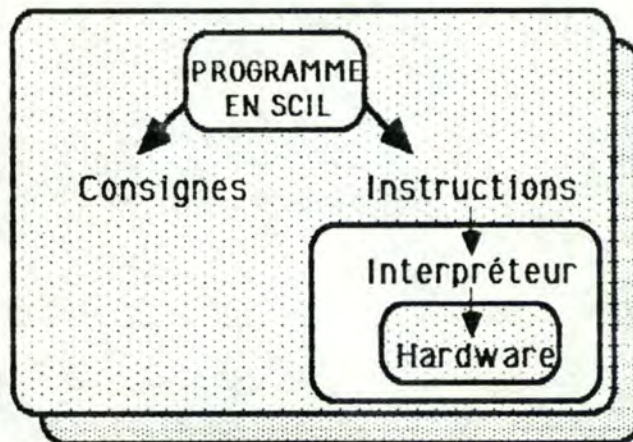 PROGRAMME
EN SCIL
Consignes Instructions
Interpréteur
Hardware